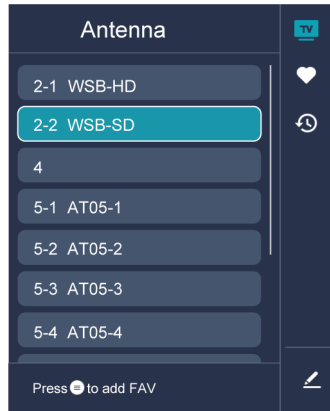 Antenna
TV
2-1 WSB-HD
2-2 WSB-SD
4
5-1 AT05-1
5-2 AT05-2
5-3 AT05-3
5-4 AT05-4
Press to add FAV